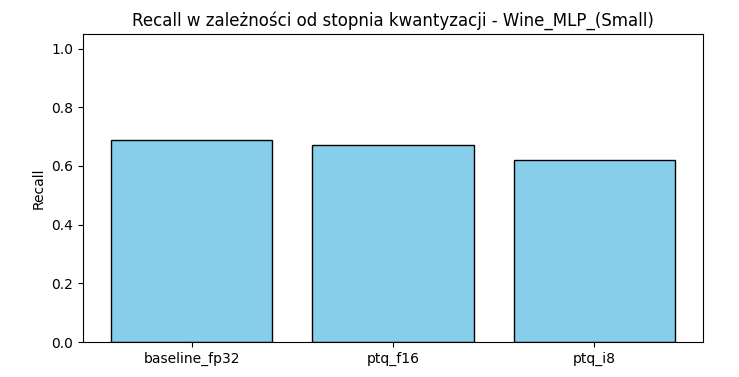 Recall w zależności od stopnia kwantyzacji - Wine_MLP_(Small)
1.0
0.8
0.6
0.4
0.2
0.0
Recall
baseline_fp32 ptq_f16 ptq_i8